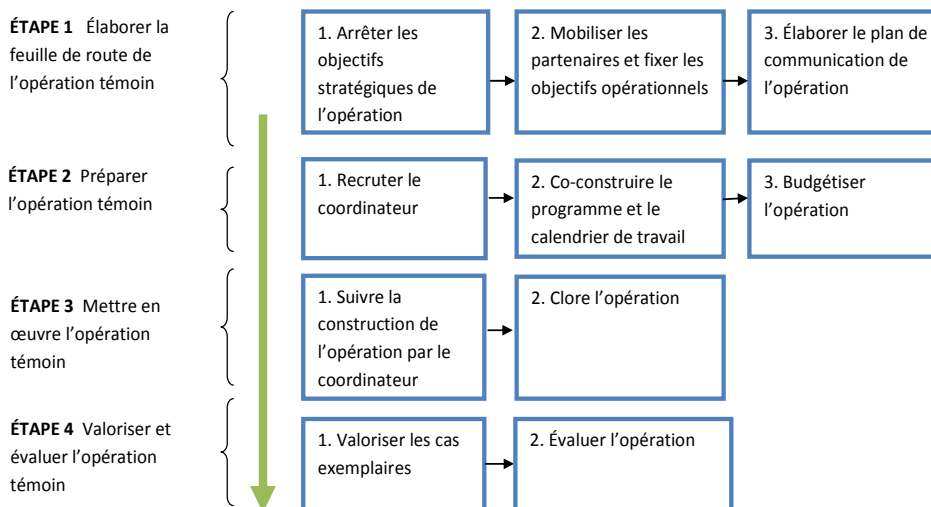 ÉTAPE 1 Élaborer la
feuille de route de
l’opération témoin
1. Arrêter les
objectifs
stratégiques de
l’opération
2. Mobiliser les
partenaires et fixer les
objectifs opérationnels
3. Élaborer le plan de
communication de
l’opération
ÉTAPE 2 Préparer
l’opération témoin
1. Recruter le
coordinateur
2. Co-construire le
programme et le
calendrier de travail
3. Budgétiser
l’opération
ÉTAPE 3 Mettre en
œuvre l’opération
témoin
1. Suivre la
construction de
l’opération par le
coordinateur
2. Clore l’opération
ÉTAPE 4 Valoriser et
évaluer l’opération
témoin
1. Valoriser les cas
exemplaires
2. Évaluer l’opération